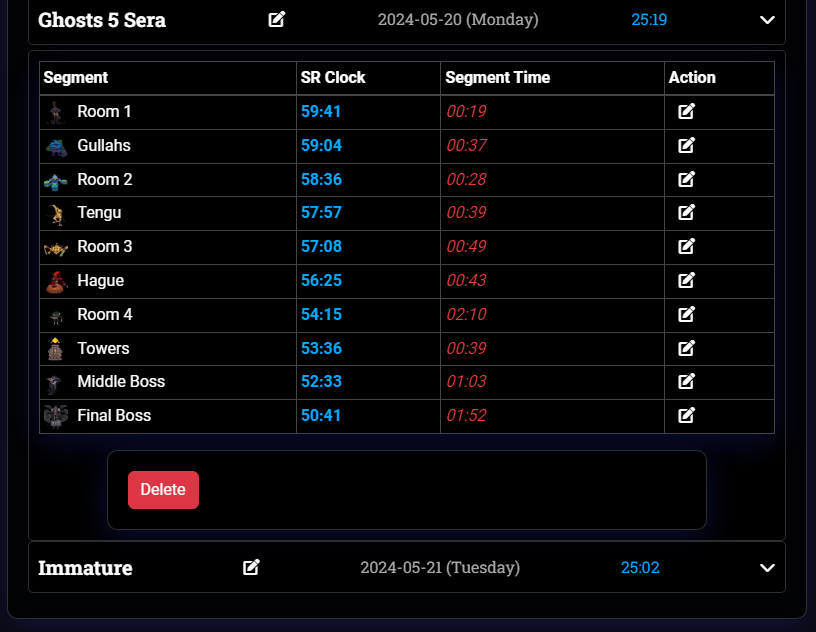 Ghosts 5 Sera 2024-05-20 (Monday) 25:19
Segment SR Clock Segment Time Action
Room 1 59:41 00:19
Gullahs 59:04 00:37
Room 2 58:36 00:28
Tengu 57:57 00:39
Room 3 57:08 00:49
Hague 56:25 00:43
Room 4 54:15 02:10
Towers 53:36 00:39
Middle Boss 52:33 01:03
Final Boss 50:41 01:52
Delete
Immature 2024-05-21 (Tuesday) 25:02